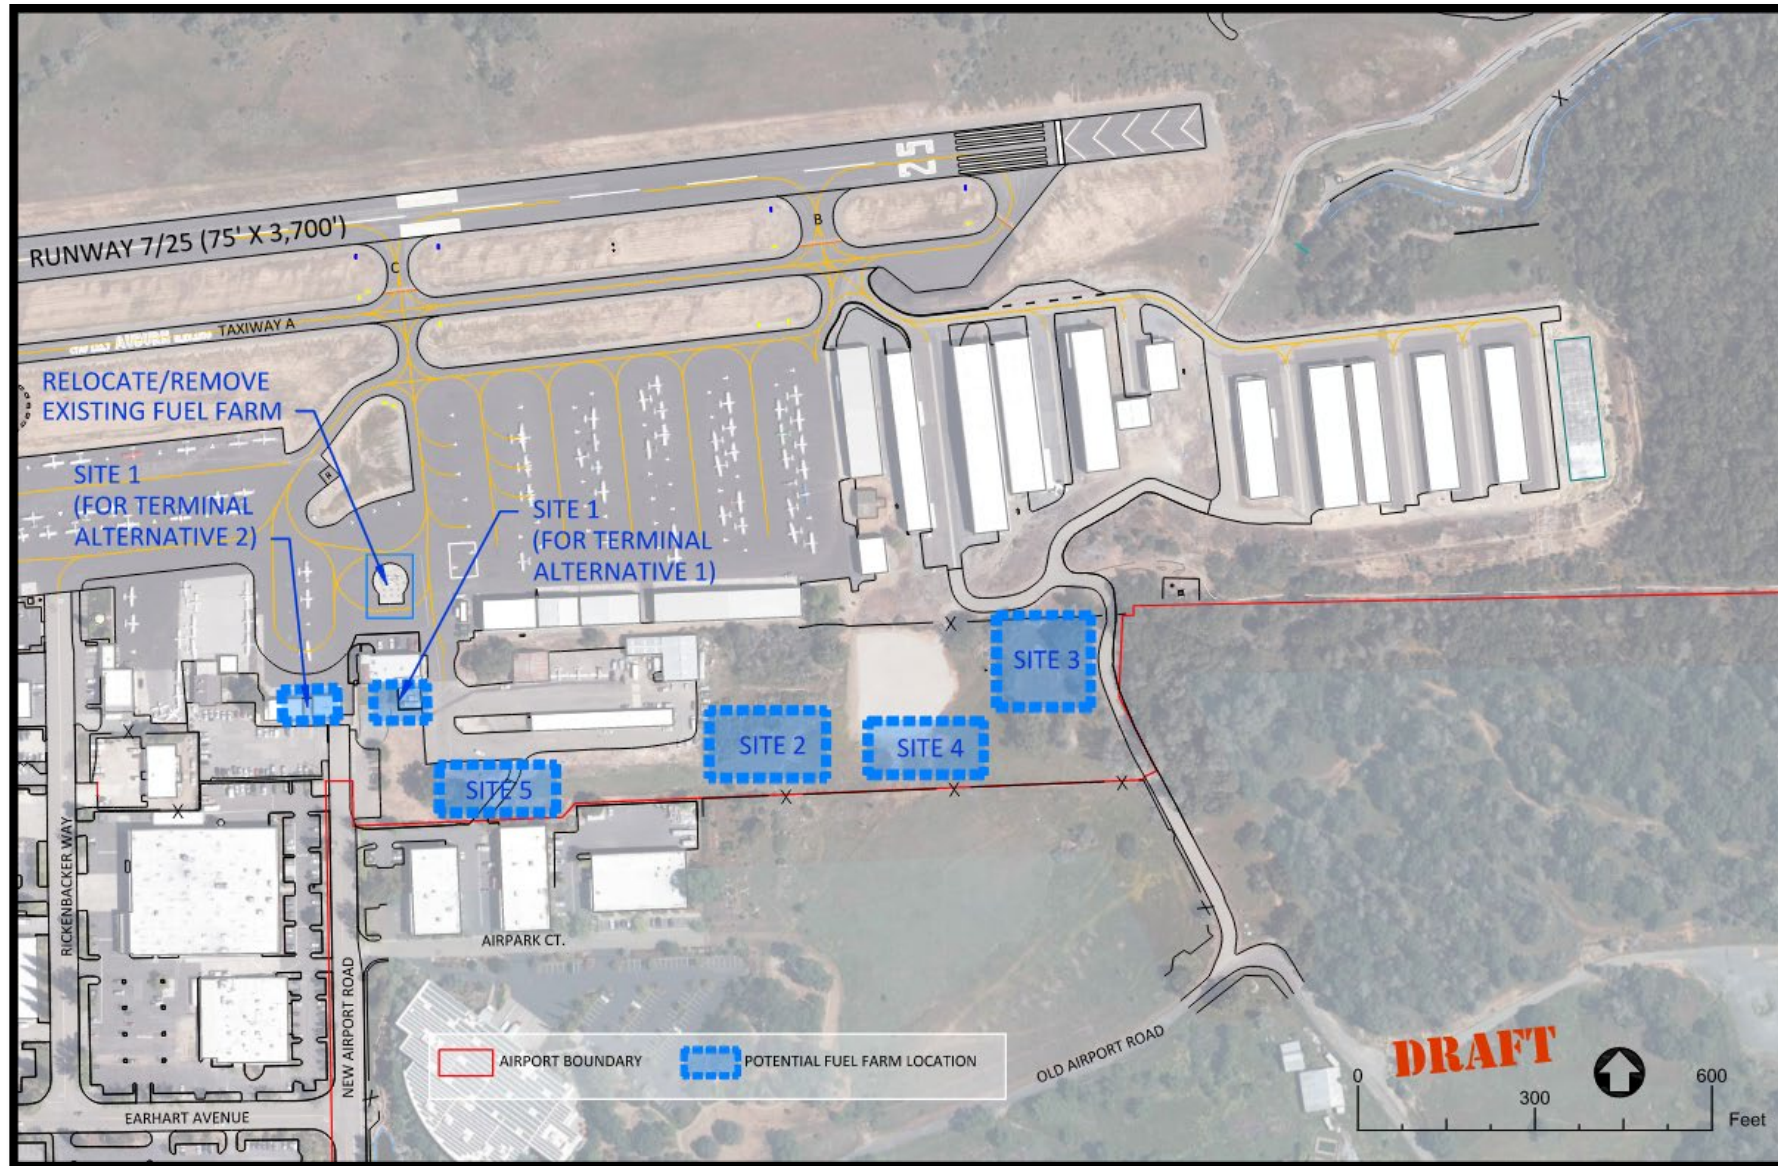 25
B
RUNWAY 7/25 (75' X 3,700')
C
TAXIWAY A
AUBURN
RELOCATE/REMOVE
EXISTING FUEL FARM
SITE 1
(FOR TERMINAL
ALTERNATIVE 2)
SITE 1
(FOR TERMINAL
ALTERNATIVE 1)
SITE 3
SITE 2
SITE 4
SITE 5
RICKENBACKER WAY
AIRPARK CT.
NEW AIRPORT ROAD
OLD AIRPORT ROAD
EARHART AVENUE
AIRPORT BOUNDARY
POTENTIAL FUEL FARM LOCATION
DRAFT
0
300
600
Feet